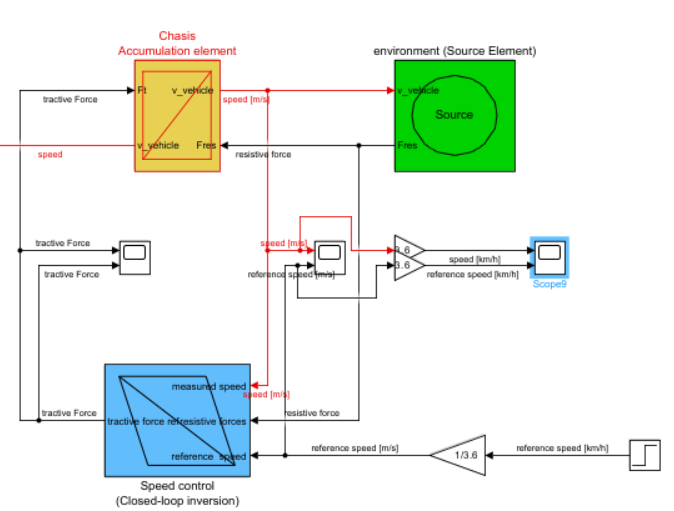 Chasis
Accumulation element
environment (Source Element)
Ft
v_vehicle
speed [m/s]
v_vehicle
tractive Force
Source
speed
v_vehicle
Fres
resistive force
Fres
tractive Force
tractive Force
speed [m/s]
reference speed [m/s]
3.6
3.6
speed [km/h]
reference speed [km/h]
Scope9
measured speed
speed [m/s]
tractive Force
tractive force ref
resistive forces
resistive force
reference speed
reference speed [m/s]
1/3.6
reference speed [km/h]
Speed control
(Closed-loop inversion)